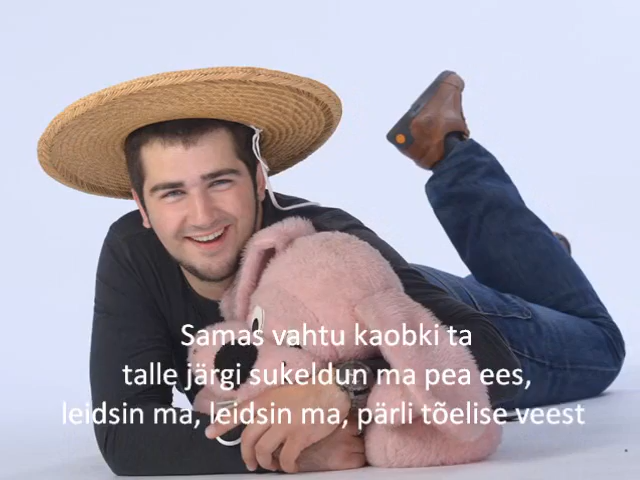 Samas vahtu kaobki ta
talle järgi sukeldun ma pea ees,
leidsin ma, leidsin ma, pärli tõelise veest